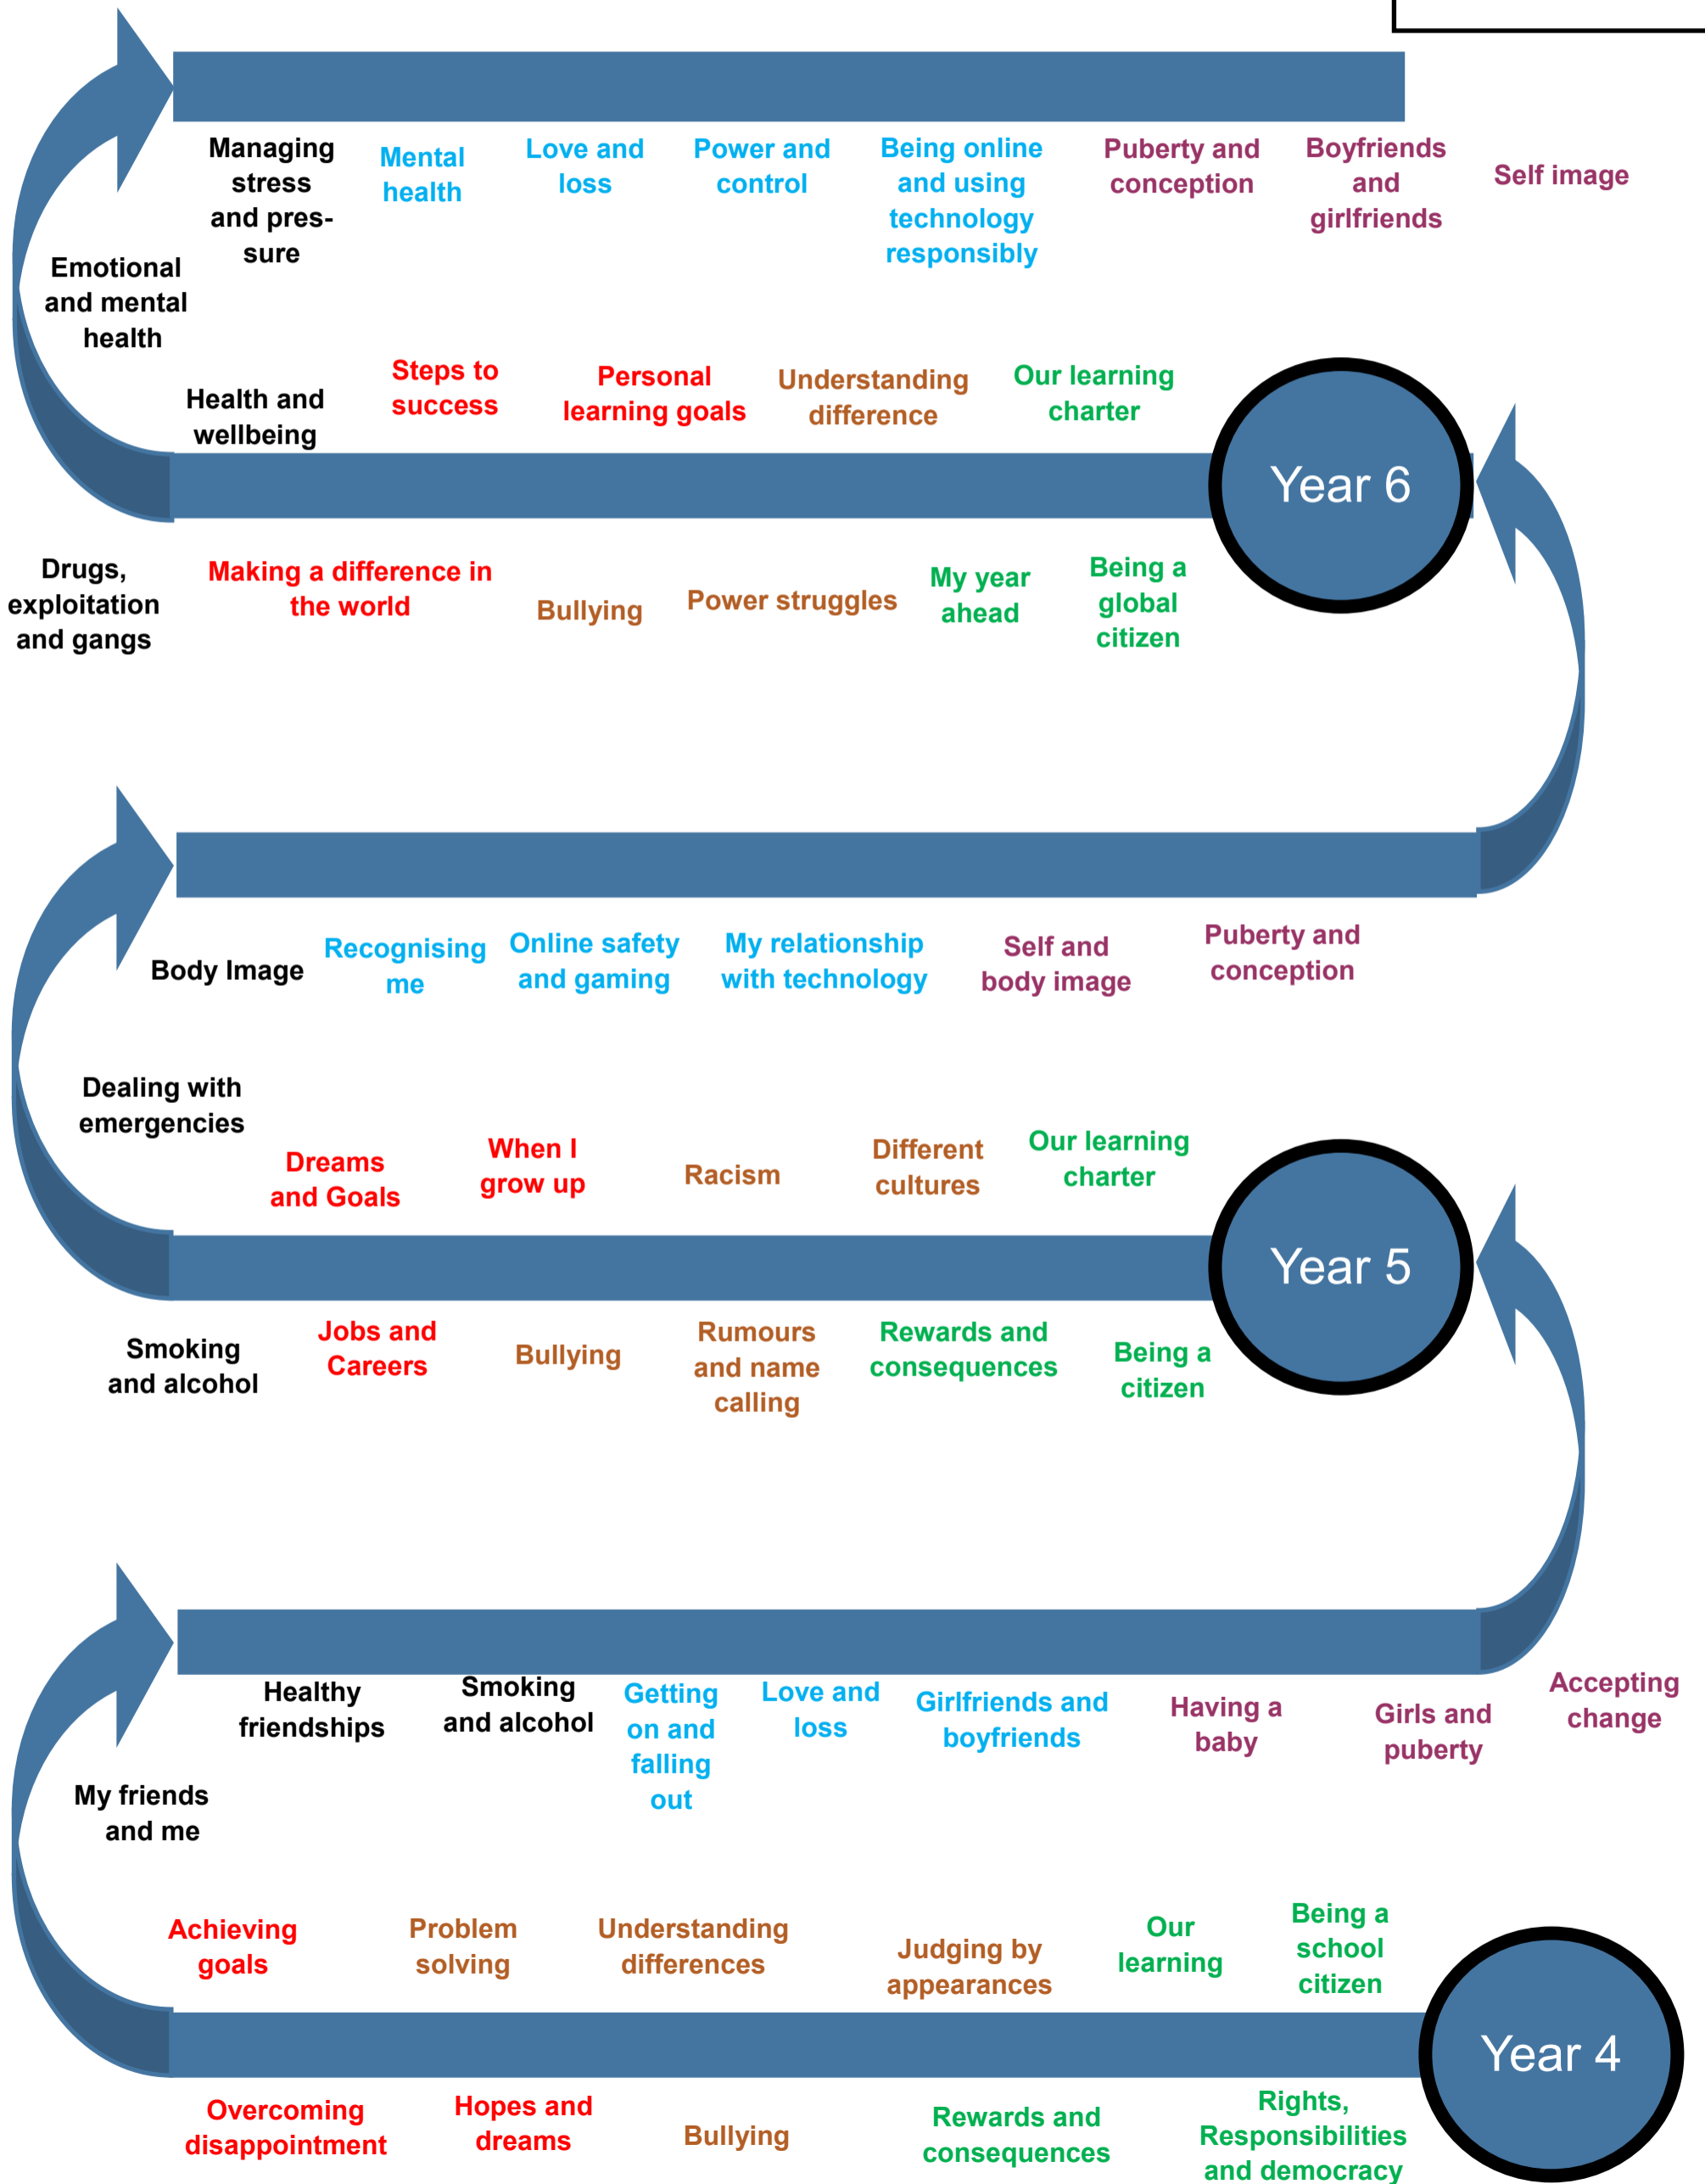 Managing
stress
and pres-
sure
Mental
health
Love and
loss
Power and
control
Being online
and using
technology
responsibly
Puberty and
conception
Boyfriends
and
girlfriends
Self image
Emotional
and mental
health
Health and
wellbeing
Steps to
success
Personal
learning goals
Understanding
difference
Our learning
charter
Year 6
Drugs,
exploitation
and gangs
Making a difference in
the world
Bullying
Power struggles
My year
ahead
Being a
global
citizen
Body Image
Recognising
me
Online safety
and gaming
My relationship
with technology
Self and
body image
Puberty and
conception
Dealing with
emergencies
Dreams
and Goals
When I
grow up
Racism
Different
cultures
Our learning
charter
Year 5
Smoking
and alcohol
Jobs and
Careers
Bullying
Rumours
and name
calling
Rewards and
consequences
Being a
citizen
Healthy
friendships
Smoking
and alcohol
Getting
on and
falling
out
Love and
loss
Girlfriends and
boyfriends
Having a
baby
Girls and
puberty
Accepting
change
My friends
and me
Achieving
goals
Problem
solving
Understanding
differences
Judging by
appearances
Our
learning
Being a
school
citizen
Year 4
Overcoming
disappointment
Hopes and
dreams
Bullying
Rewards and
consequences
Rights,
Responsibilities
and democracy